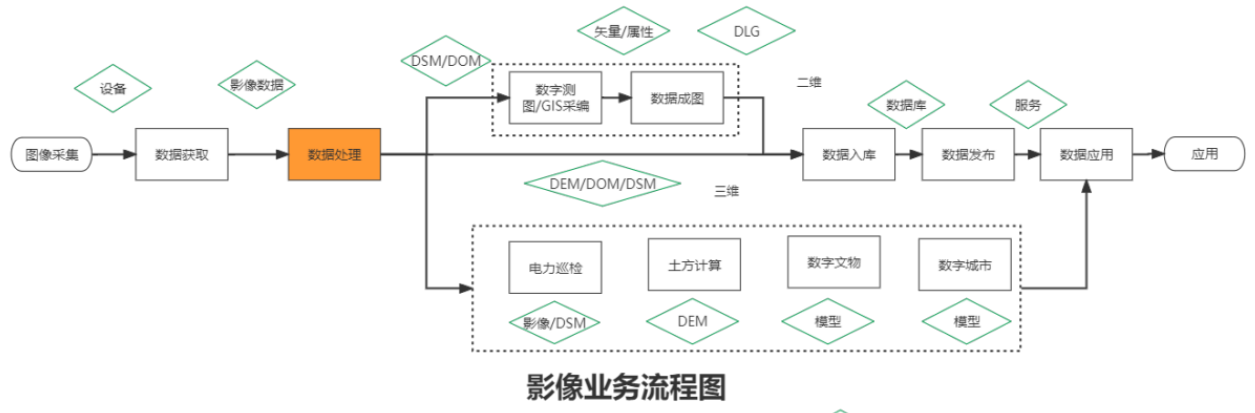 矢量/属性
DLG
DSM/DOM
设备
影像数据
数字测
图/GIS采编
数据成图
二维
数据库
服务
图像采集
数据获取
数据处理
数据入库
数据发布
数据应用
应用
DEM/DOM/DSM
三维
电力巡检
土方计算
数字文物
数字城市
影像/DSM
DEM
模型
模型
影像业务流程图